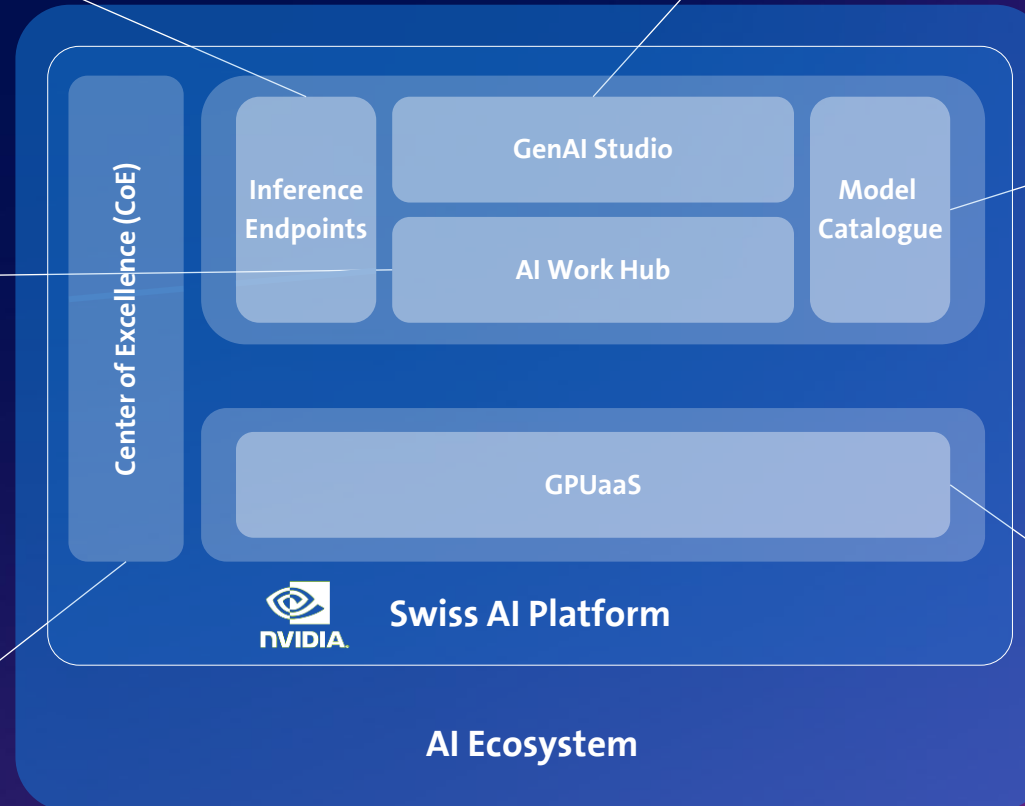 Center of Excellence (CoE)
Inference
Endpoints
GenAI Studio
AI Work Hub
Model
Catalogue
GPUaaS
NVIDIA.
Swiss AI Platform
AI Ecosystem